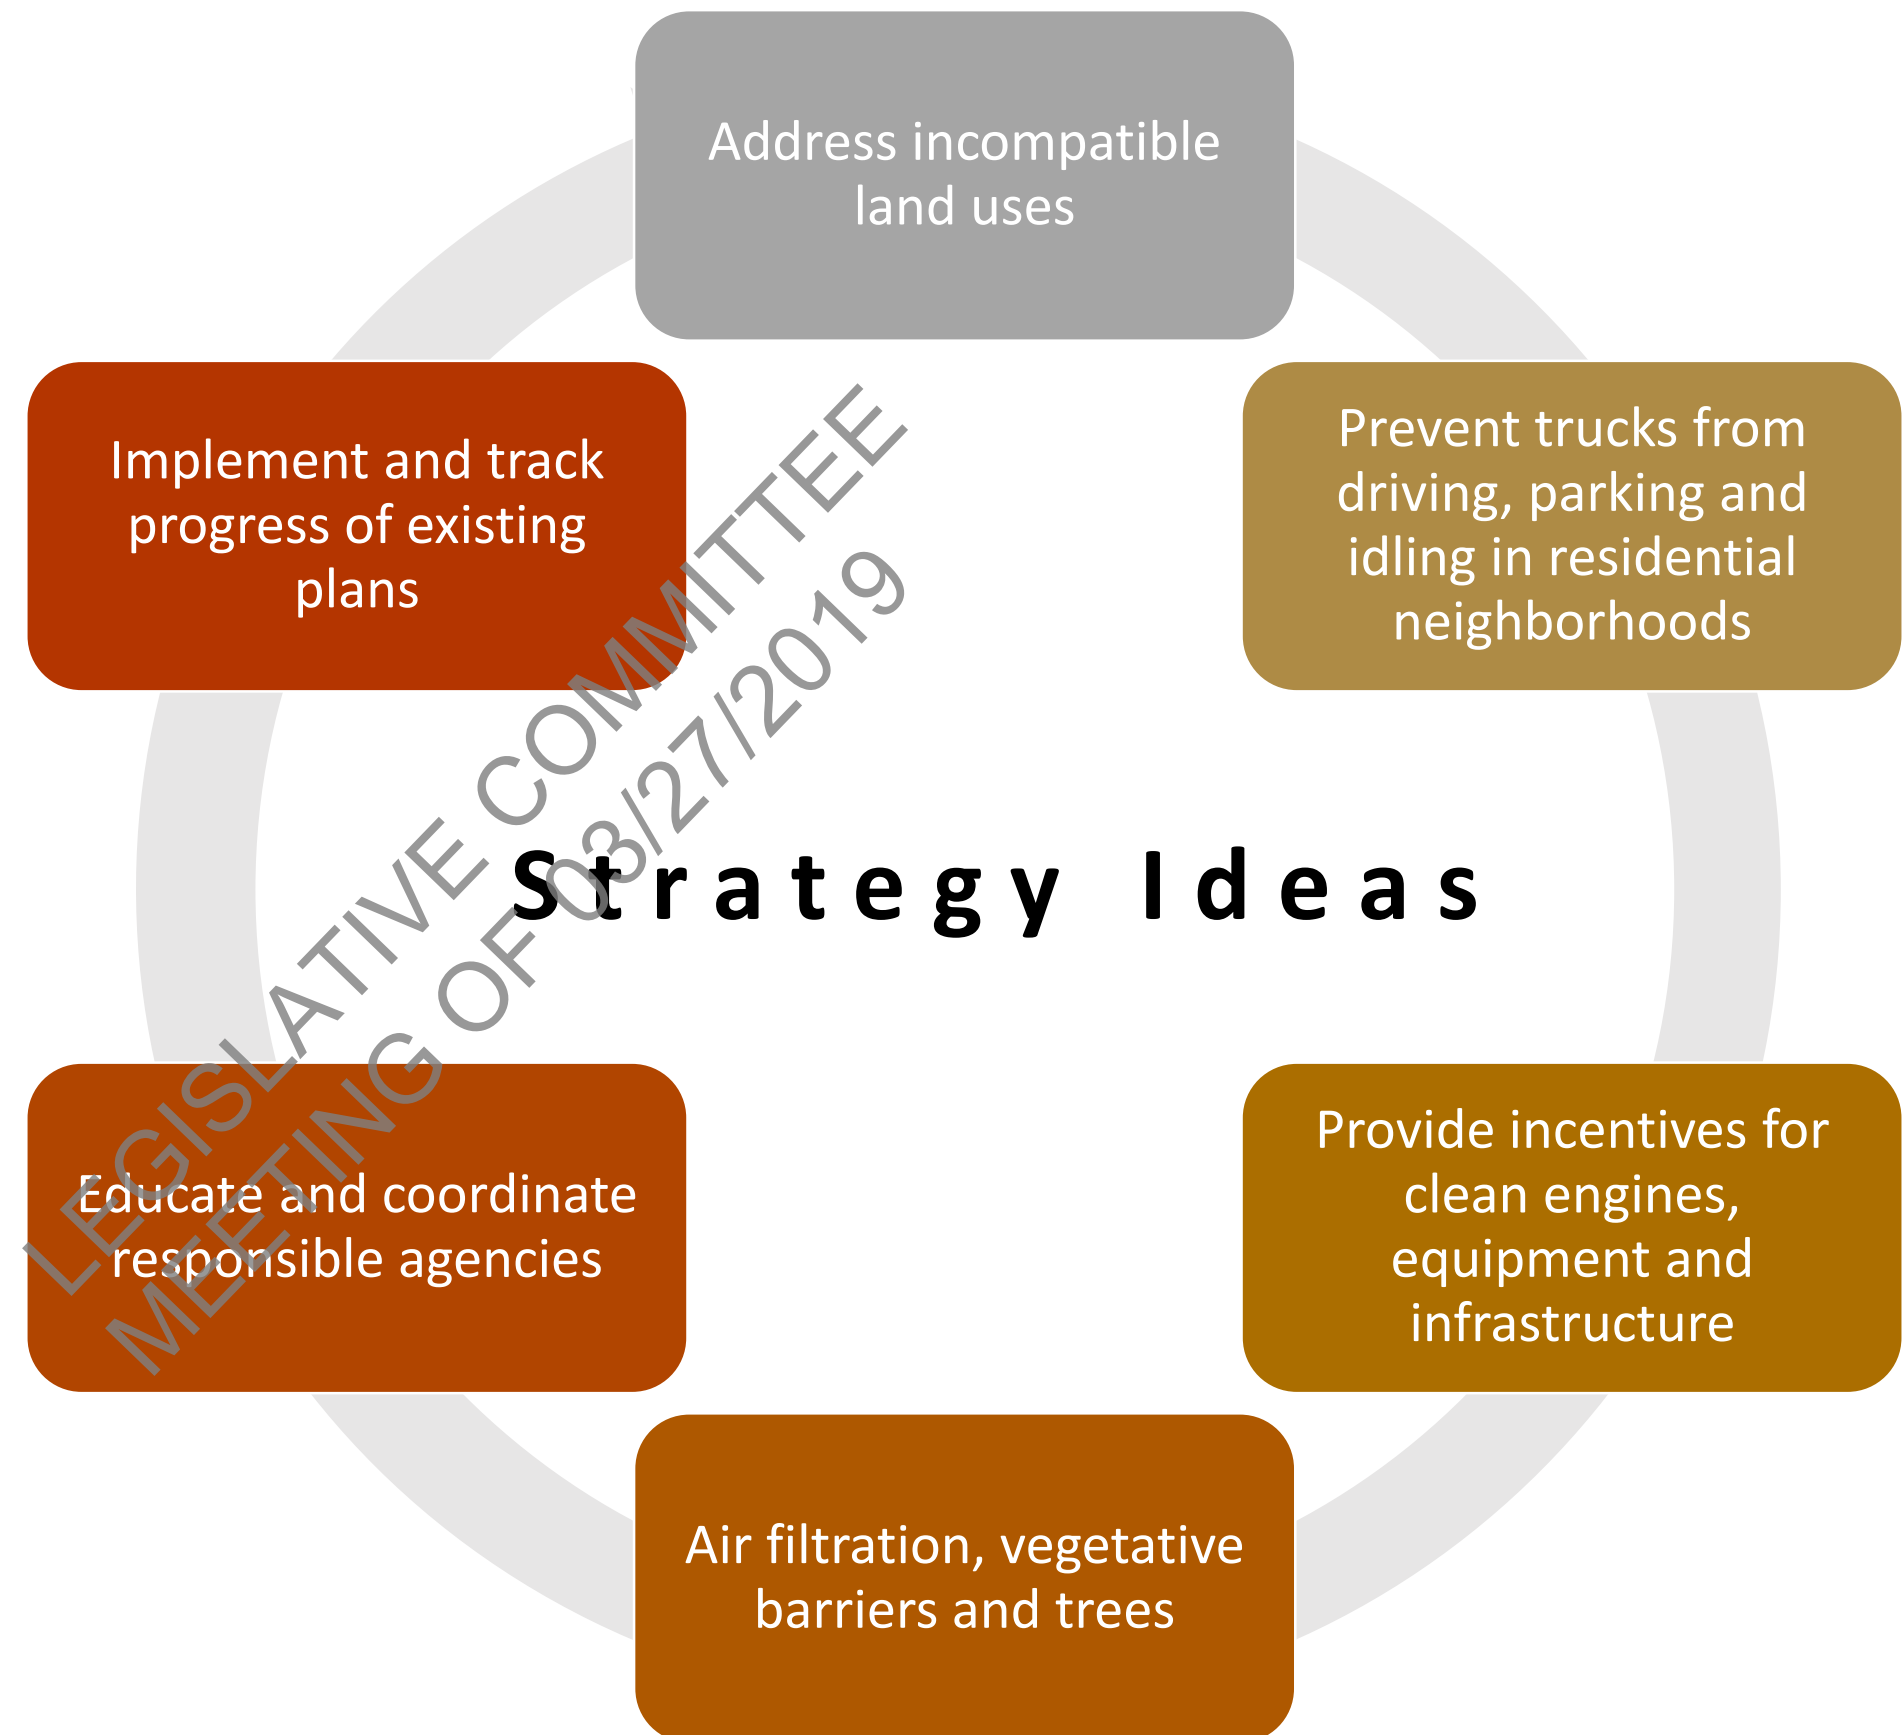 Address incompatible
land uses
Prevent trucks from
driving, parking and
idling in residential
neighborhoods
Provide incentives for
clean engines,
equipment and
infrastructure
Air filtration, vegetative
barriers and trees
Educate and coordinate
responsible agencies
Implement and track
progress of existing
plans
Strategy Ideas
LEGISLATIVE COMMITTEE
MEETING OF 03/27/2019